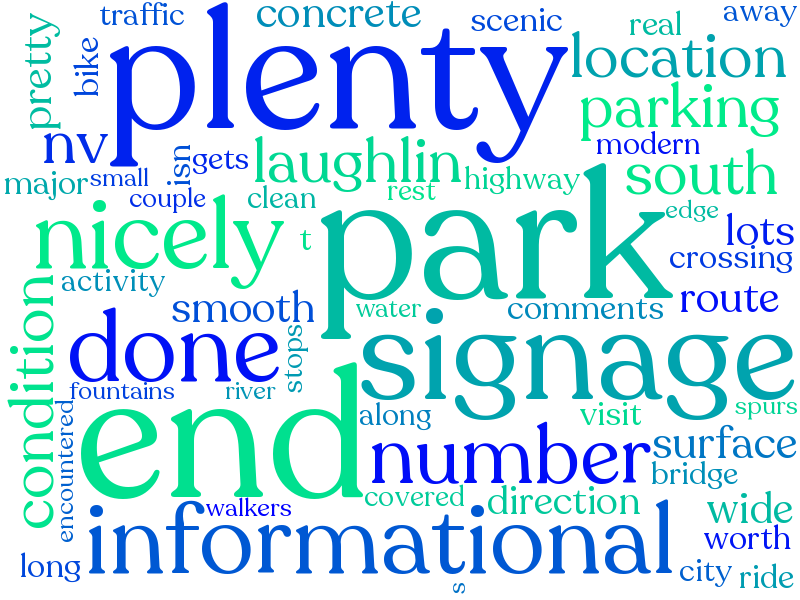 traffic
concrete
scenic
real
away
pretty
bike
plenty
location
parking
nv
isn
gets
laughlin
modern
major
small
couple
clean
rest
highway
south
nicely
t
park
edge
lots
crossing
activity
smooth
water
comments
route
condition
done
stops
signage
fountains
river
encountered
end
along
visit
spurs
number
surface
bridge
walkers
covered
direction
wide
informational
worth
long
s
city
ride